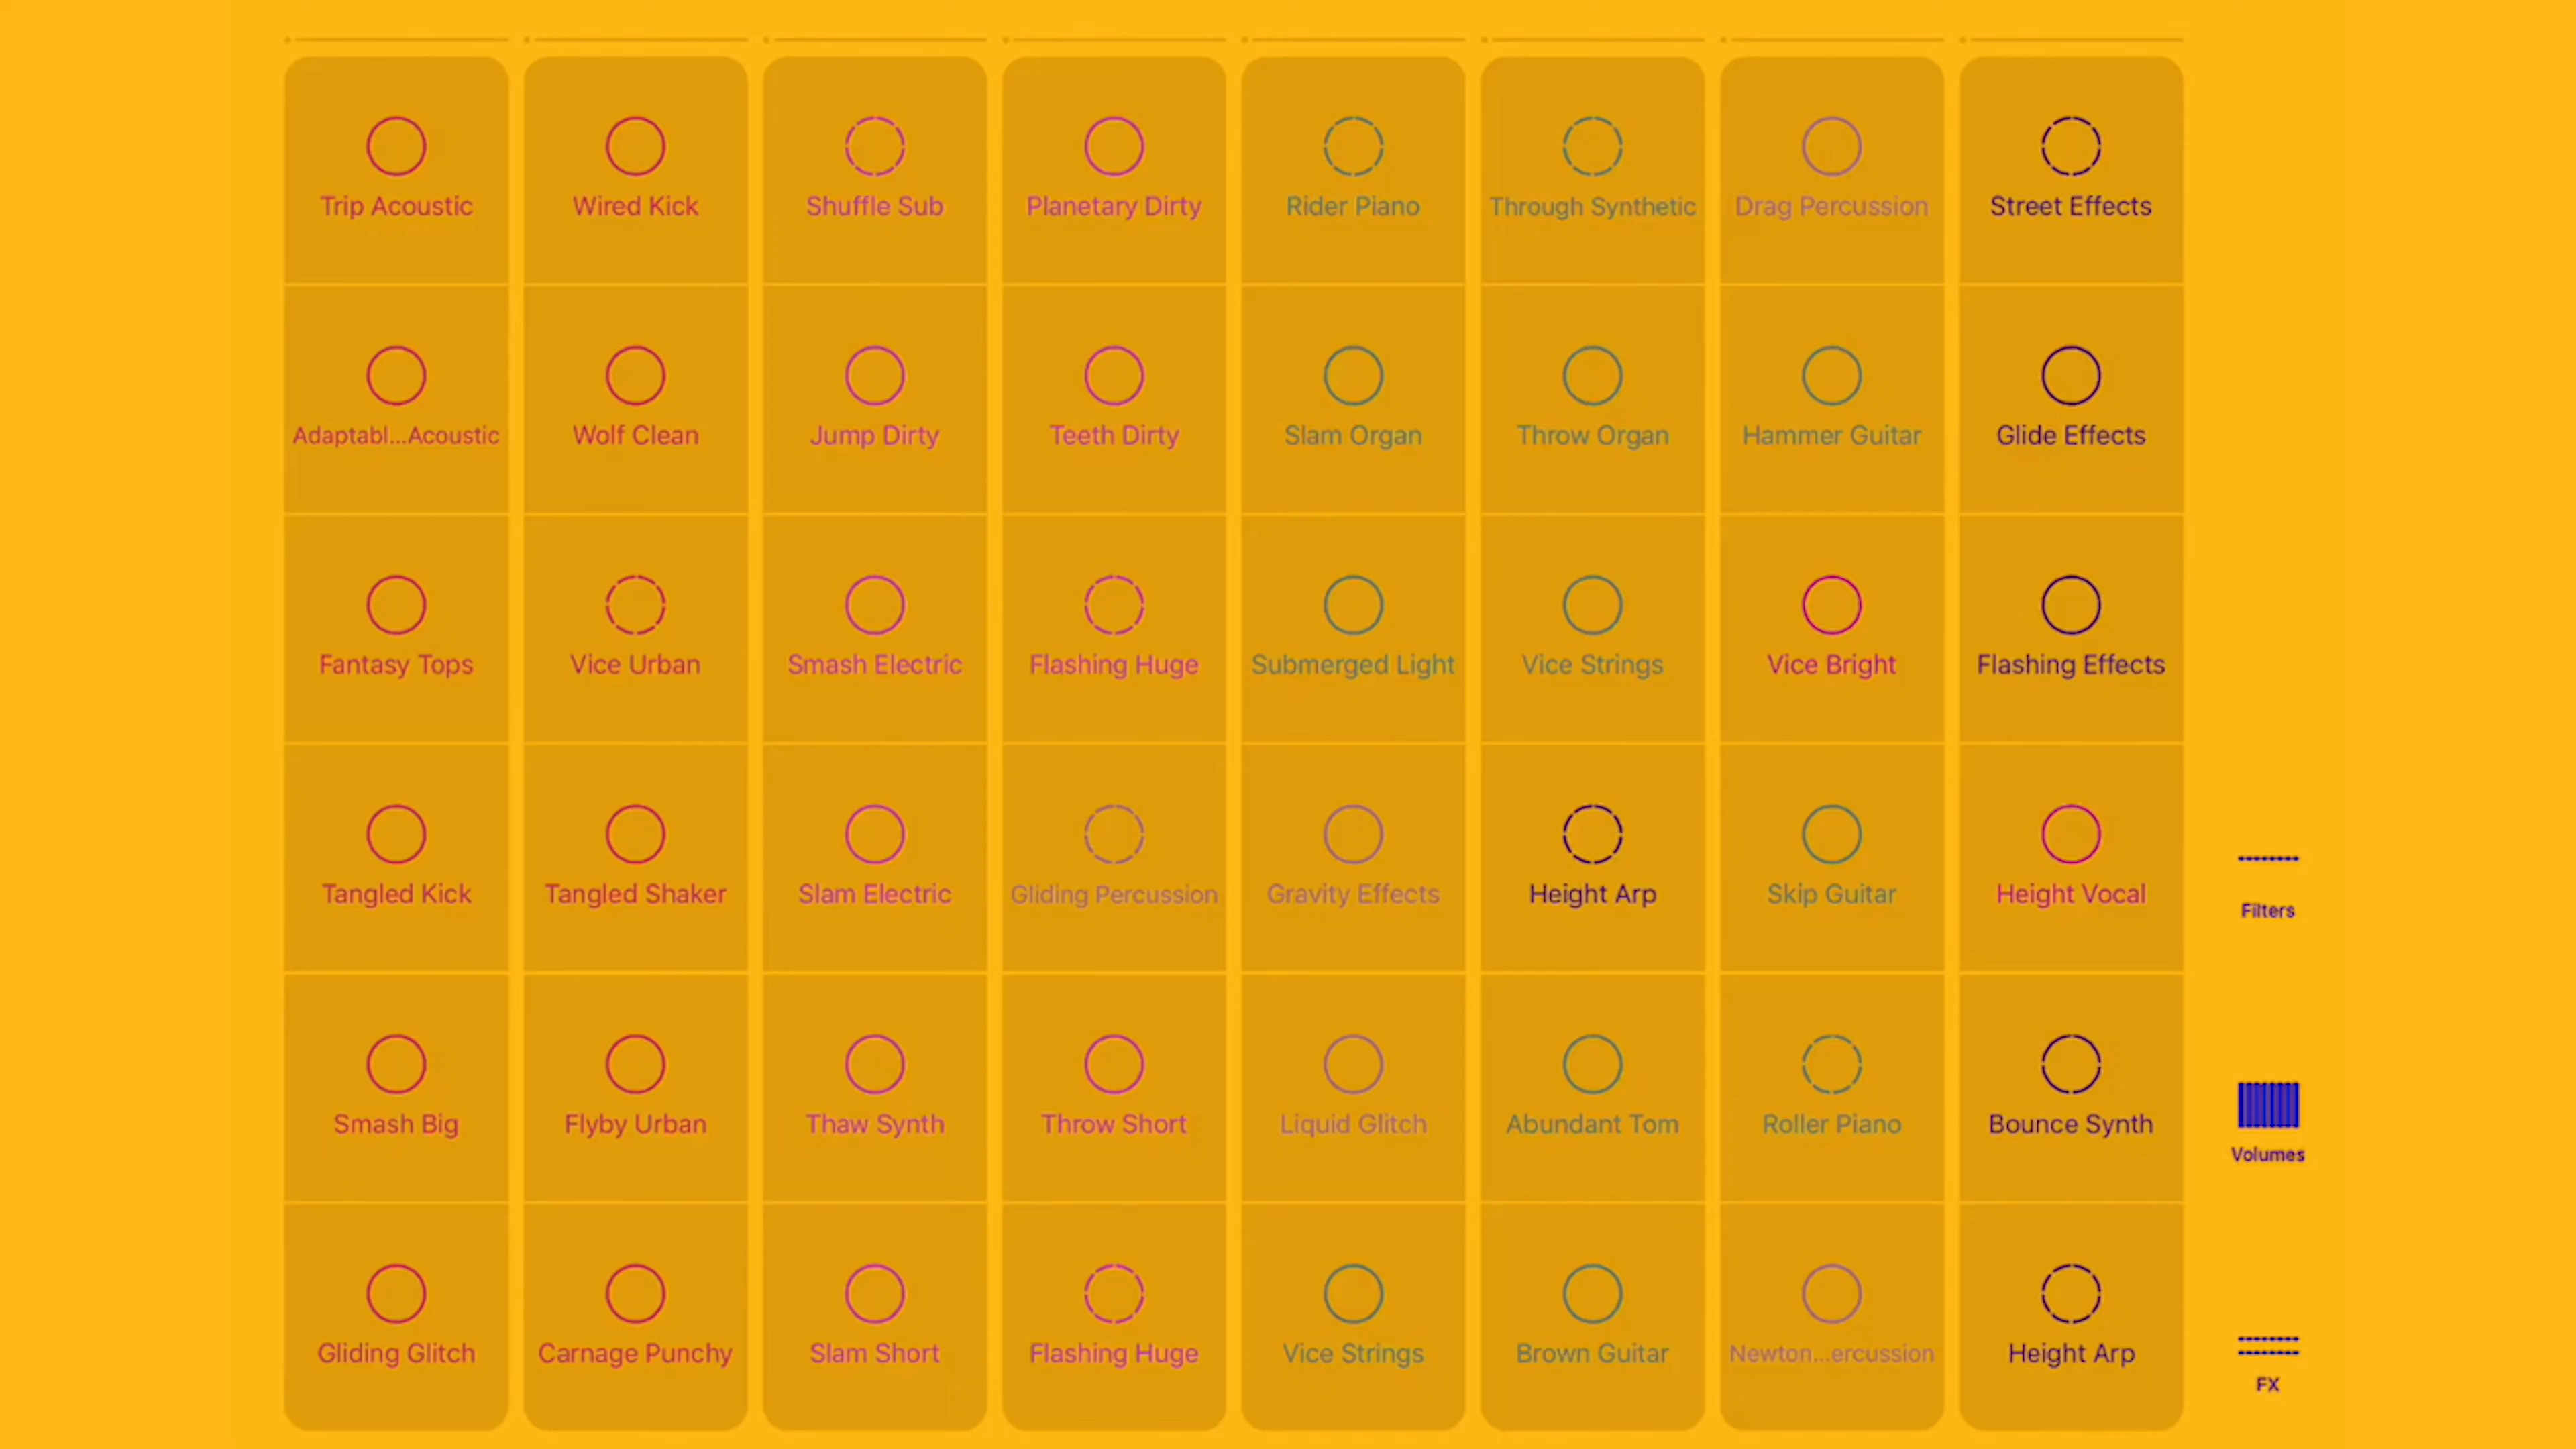 Trip Acoustic
Wired Kick
Shuffle Sub
Planetary Dirty
Rider Piano
Through Synthetic
Drag Percussion
Street Effects
Adaptabl...Acoustic
Wolf Clean
Jump Dirty
Teeth Dirty
Slam Organ
Throw Organ
Hammer Guitar
Glide Effects
Fantasy Tops
Vice Urban
Smash Electric
Flashing Huge
Submerged Light
Vice Strings
Vice Bright
Flashing Effects
Tangled Kick
Tangled Shaker
Slam Electric
Gliding Percussion
Gravity Effects
Height Arp
Skip Guitar
Height Vocal
Filters
Smash Big
Flyby Urban
Thaw Synth
Throw Short
Liquid Glitch
Abundant Tom
Roller Piano
Bounce Synth
Volumes
Gliding Glitch
Carnage Punchy
Slam Short
Flashing Huge
Vice Strings
Brown Guitar
Newton...ercussion
Height Arp
FX